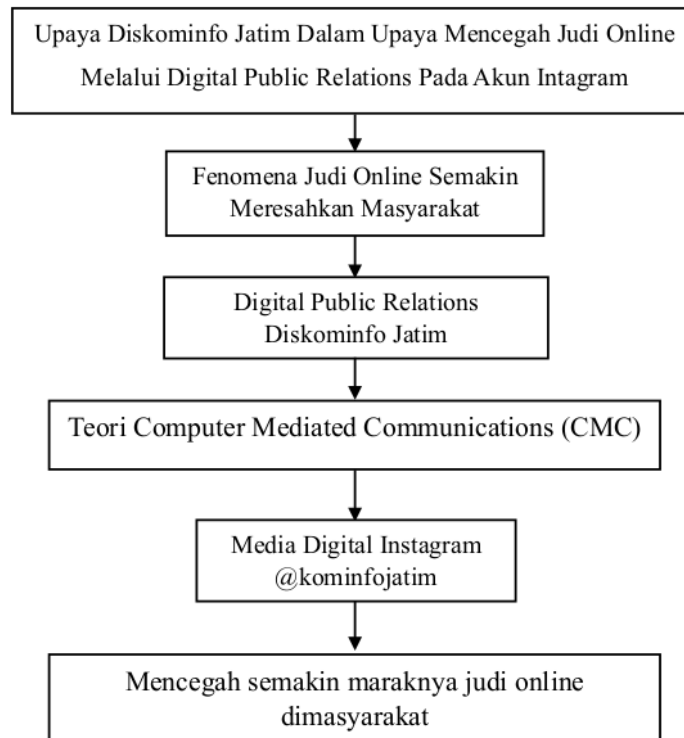 Upaya Diskominfo Jatim Dalam Upaya Mencegah Judi Online
Melalui Digital Public Relations Pada Akun Intagram
Fenomena Judi Online Semakin
Meresahkan Masyarakat
Digital Public Relations
Diskominfo Jatim
Teori Computer Mediated Communications (CMC)
Media Digital Instagram
@kominfojatim
Mencegah semakin maraknya judi online
dimasyarakat